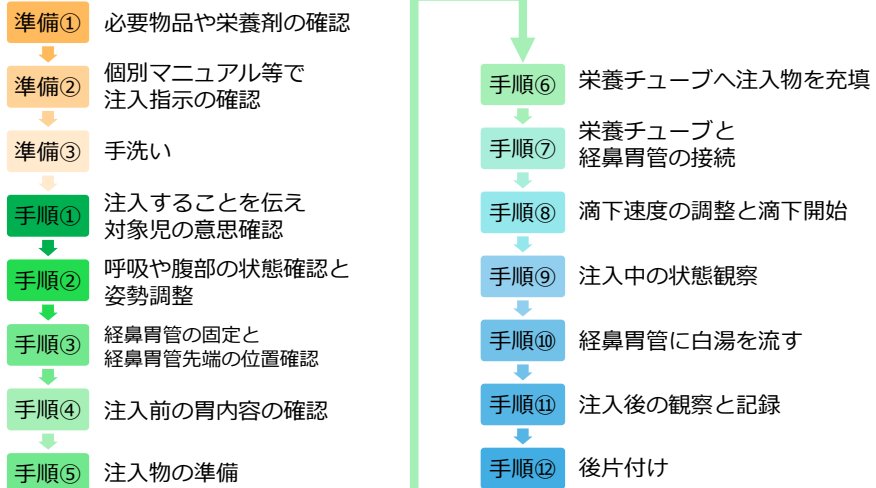 準備① 必要物品や栄養剤の確認
準備② 個別マニュアル等で
注入指示の確認
準備③ 手洗い
手順① 注入することを伝え
対象児の意思確認
手順② 呼吸や腹部の状態確認と
姿勢調整
手順③ 経鼻胃管の固定と
経鼻胃管先端の位置確認
手順④ 注入前の胃内容の確認
手順⑤ 注入物の準備
手順⑥ 栄養チューブへ注入物を充填
手順⑦ 栄養チューブと
経鼻胃管の接続
手順⑧ 滴下速度の調整と滴下開始
手順⑨ 注入中の状態観察
手順⑩ 経鼻胃管に白湯を流す
手順⑪ 注入後の観察と記録
手順⑫ 後片付け